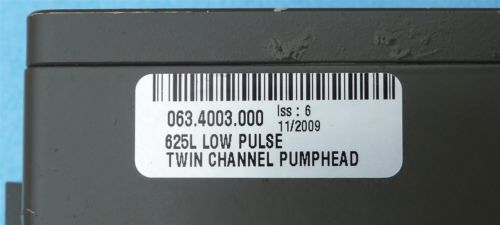 063.4003.000 Iss : 6
11/2009
625L LOW PULSE
TWIN CHANNEL PUMPHEAD